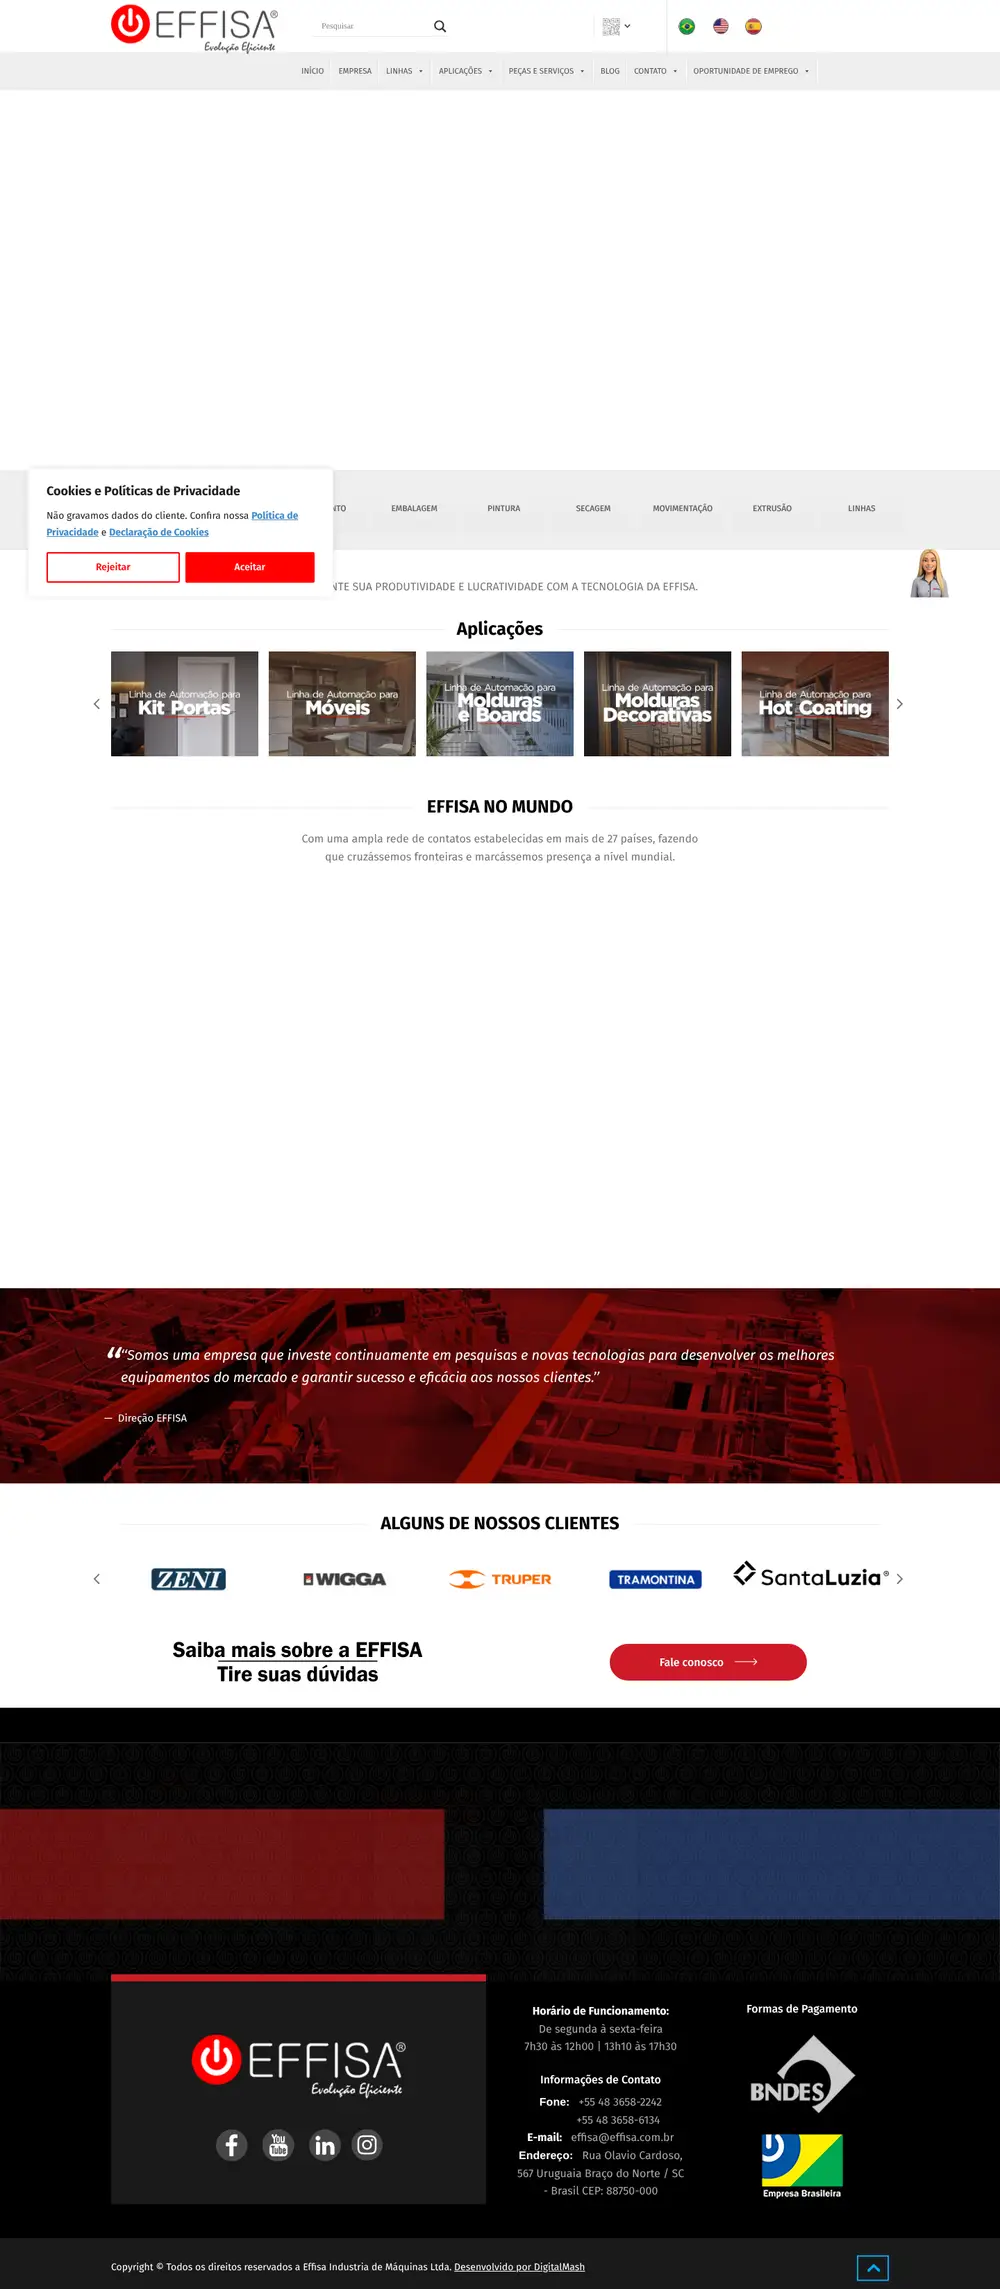 EFFISA®
Evolução Eficiente
Pesquisar
INÍCIO
EMPRESA
LINHAS
APLICAÇÕES
PEÇAS E SERVIÇOS
BLOG
CONTATO
OPORTUNIDADE DE EMPREGO
Cookies e Políticas de Privacidade
Não gravamos dados do cliente. Confira nossa Política de
Privacidade e Declaração de Cookies
Rejeitar
Aceitar
EMBALAGEM
PINTURA
SECAGEM
MOVIMENTAÇÃO
EXTRUSÃO
LINHAS
SUA PRODUTIVIDADE E LUCRATIVIDADE COM A TECNOLOGIA DA EFFISA.
Aplicações
Linha de Automação para
Kit Portas
Linha de Automação para
Móveis
Linha de Automação para
Molduras
e Boards
Linha de Automação para
Molduras
Decorativas
Linha de Automação para
Hot Coating
EFFISA NO MUNDO
Com uma ampla rede de contatos estabelecidas em mais de 27 países, fazendo
que cruzássemos fronteiras e marcássemos presença a nível mundial.
“Somos uma empresa que investe continuamente em pesquisas e novas tecnologias para desenvolver os melhores
equipamentos do mercado e garantir sucesso e eficácia aos nossos clientes.”
— Direção EFFISA
ALGUNS DE NOSSOS CLIENTES
ZENI
WIGGA
TRUPER
TRAMONTINA
SantaLuzia®
Saiba mais sobre a EFFISA
Tire suas dúvidas
Fale conosco
EFFISA®
Evolução Eficiente
You
Tube
in
Horário de Funcionamento:
De segunda à sexta-feira
7h30 às 12h00 | 13h10 às 17h30
Informações de Contato
Fone: +55 48 3658-2242
+55 48 3658-6134
E-mail: effisa@effisa.com.br
Endereço: Rua Olavio Cardoso,
567 Uruguaia Braço do Norte / SC
- Brasil CEP: 88750-000
Formas de Pagamento
BNDES
Empresa Brasileira
Copyright © Todos os direitos reservados a Effisa Industria de Máquinas Ltda. Desenvolvido por DigitalMash